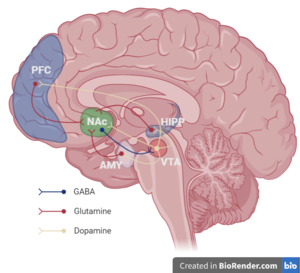 PFC
NAc
HIPP
AMY
VTA
GABA
Glutamine
Dopamine
Created in BioRender.com bio